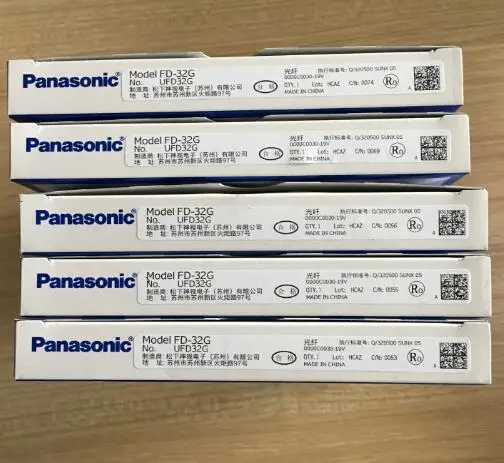 Panasonic
Model FD-32G
No. UFD32G
制造商: 松下神视电子 (苏州) 有限公司
地 址: 苏州市苏州新区火炬路97号
合格
光纤 执行标准号: Q/320500 SUNX 05
0000C0030-19V
QTY. 1 Lot: HCAZ C/N: 0074
MADE IN CHINA
A
Panasonic
Model FD-32G
No. UFD32G
制造商: 松下神视电子 (苏州) 有限公司
地 址: 苏州市苏州新区火炬路97号
合格
光纤 执行标准号: Q/320500 SUNX 05
0000C0030-19V
QTY. 1 Lot: HCAZ C/N: 0069
MADE IN CHINA
A
Panasonic
Model FD-32G
No. UFD32G
制造商: 松下神视电子 (苏州) 有限公司
地 址: 苏州市苏州新区火炬路97号
合格
光纤 执行标准号: Q/320500 SUNX 05
0000C0030-19V
QTY. 1 Lot: HCAZ C/N: 0056
MADE IN CHINA
A
Panasonic
Model FD-32G
No. UFD32G
制造商: 松下神视电子 (苏州) 有限公司
地 址: 苏州市苏州新区火炬路97号
合格
光纤 执行标准号: Q/320500 SUNX 05
0000C0030-19V
QTY. 1 Lot: HCAZ C/N: 0055
MADE IN CHINA
A
Panasonic
Model FD-32G
No. UFD32G
制造商: 松下神视电子 (苏州) 有限公司
地 址: 苏州市苏州新区火炬路97号
合格
光纤 执行标准号: Q/320500 SUNX 05
0000C0030-19V
QTY. 1 Lot: HCAZ C/N: 0053
MADE IN CHINA
A